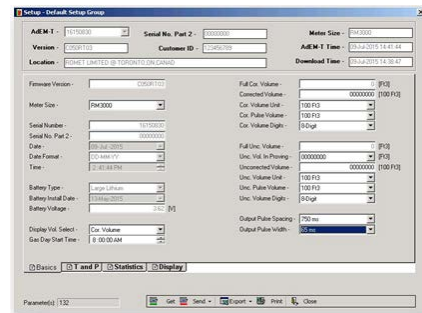 Setup - Default Setup Group
AdEM-T - 16150830 Serial No. Part 2 - 00000000 Meter Size - RM3000
Version - C050RT03 Customer ID - 123456789 AdEM-T Time - 09-Jul-2015 14:41:44
Location - ROMET LIMITED @ TORONTO,ON,CANAD Download Time - 09-Jul-2015 14:38:47
Firmware Version - C050RT03
Meter Size - RM3000
Serial Number - 16150830
Serial No. Part 2 - 00000000
Date - 09-Jul-2015
Date Format - DD-MM-YY
Time - 2:41:44 PM
Battery Type - Large Lithium
Battery Install Date - 13-May-2015
Battery Voltage - 3.62 [V]
Display Vol. Select - Cor. Volume
Gas Day Start Time - 8:00:00 AM
Full Cor. Volume - 0 [Ft3]
Corrected Volume - 00000000 [100 Ft3]
Cor. Volume Unit - 100 Ft3
Cor. Pulse Volume - 100 Ft3
Cor. Volume Digits - 8-Digit
Full Unc. Volume - 0 [Ft3]
Unc. Vol. In Proving - 00000000 [Ft3]
Uncorrected Volume - 00000000 [100 Ft3]
Unc. Volume Unit - 100 Ft3
Unc. Pulse Volume - 100 Ft3
Unc. Volume Digits - 8-Digit
Output Pulse Spacing - 750 ms
Output Pulse Width - 65 ms
Basics T and P Statistics Display
Parameter(s): 132 Get Send Export Print Close